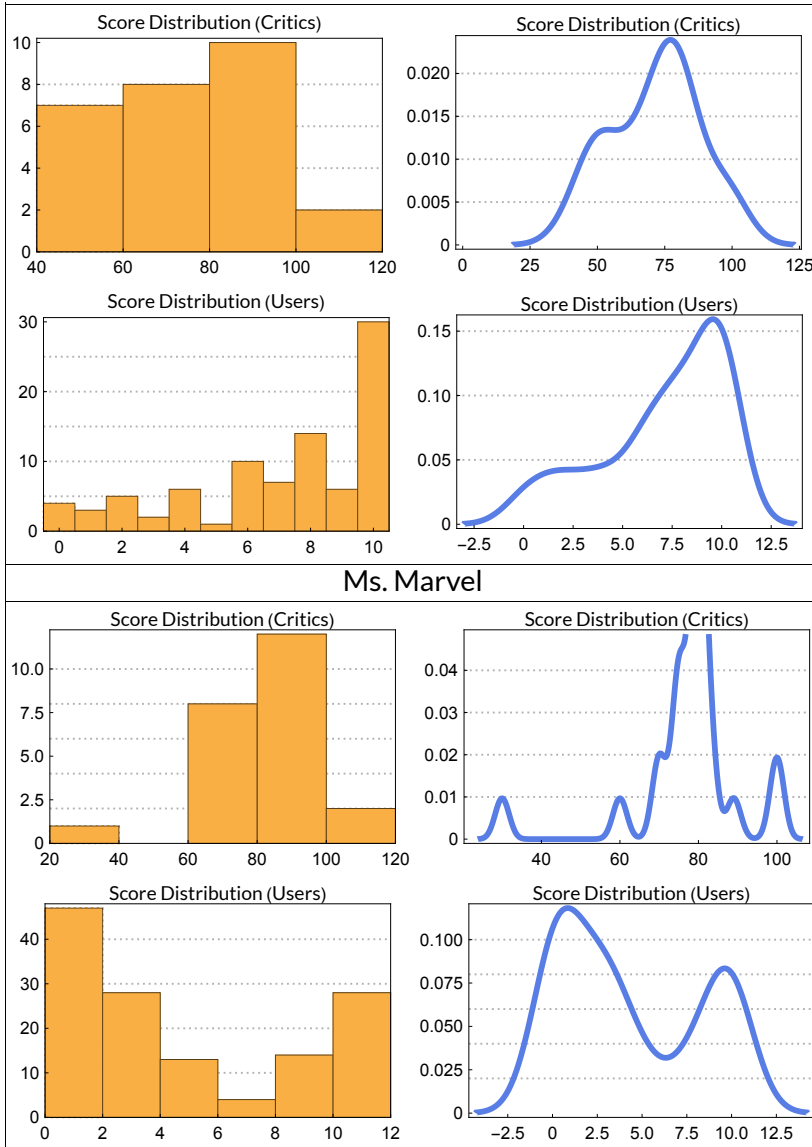 Score Distribution (Critics)
10
8
6
4
2
0
40 60 80 100 120
Score Distribution (Critics)
0.020
0.015
0.010
0.005
0
0 25 50 75 100 125
Score Distribution (Users)
30
20
10
0
0 2 4 6 8 10
Score Distribution (Users)
0.15
0.10
0.05
0
−2.5 0 2.5 5.0 7.5 10.0 12.5
Ms. Marvel
Score Distribution (Critics)
10.0
7.5
5.0
2.5
0
20 40 60 80 100 120
Score Distribution (Critics)
0.04
0.03
0.02
0.01
0
40 60 80 100
Score Distribution (Users)
40
30
20
10
0
0 2 4 6 8 10 12
Score Distribution (Users)
0.100
0.075
0.050
0.025
0
−2.5 0 2.5 5.0 7.5 10.0 12.5